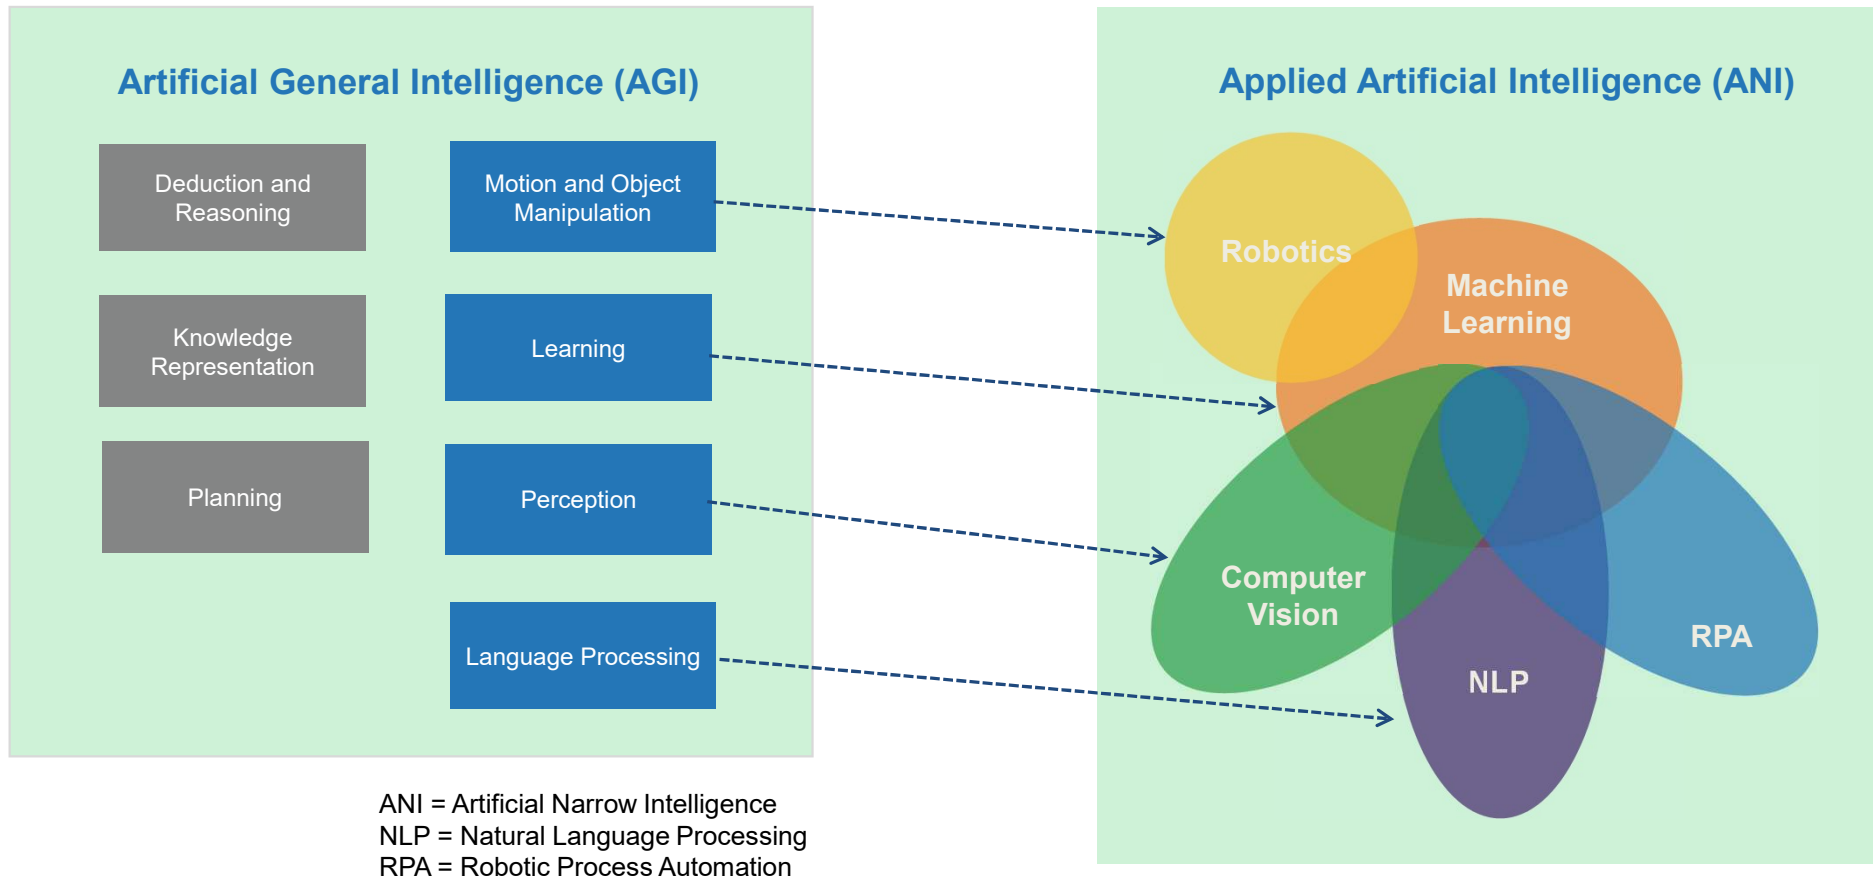 Artificial General Intelligence (AGI)
Deduction and
Reasoning
Motion and Object
Manipulation
Knowledge
Representation
Learning
Planning
Perception
Language Processing
Applied Artificial Intelligence (ANI)
Robotics
Machine
Learning
Computer
Vision
RPA
NLP
ANI = Artificial Narrow Intelligence
NLP = Natural Language Processing
RPA = Robotic Process Automation